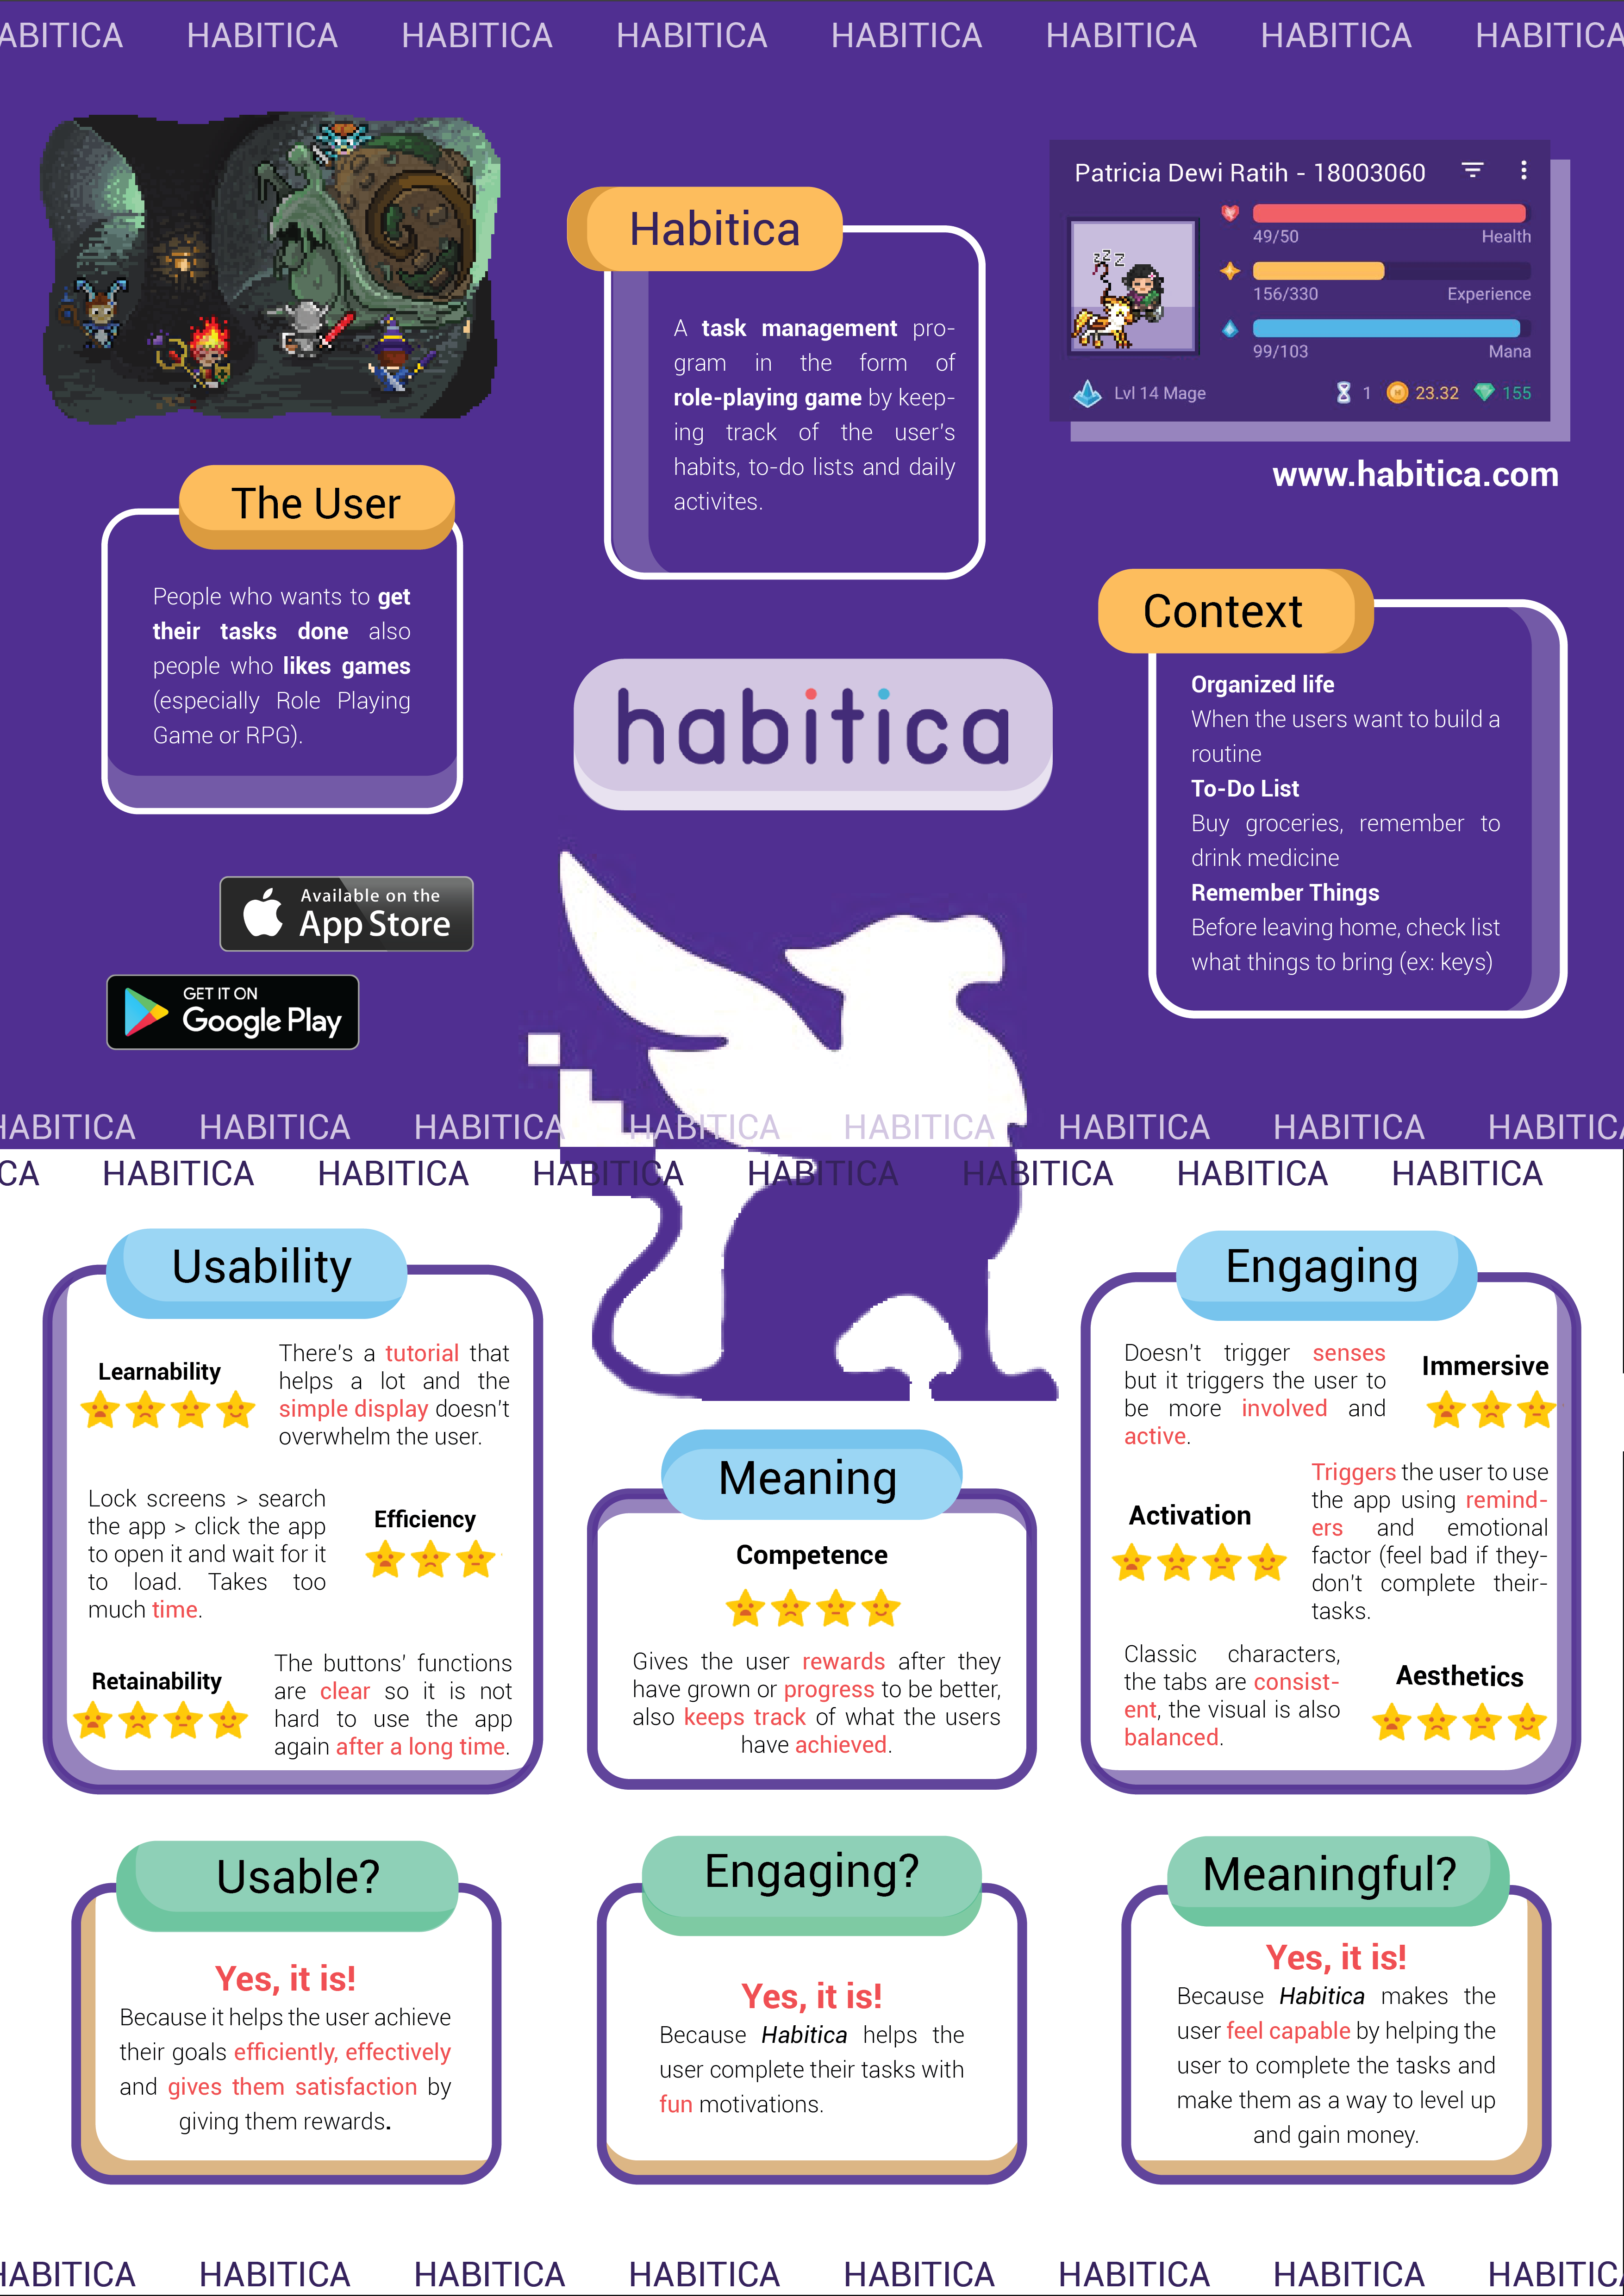 ABITICA HABITICA HABITICA HABITICA HABITICA HABITICA HABITICA HABITICA
Patricia Dewi Ratih - 18003060
49/50 Health
156/330 Experience
99/103 Mana
Lvl 14 Mage 1 23.32 155
www.habitica.com
Habitica
A task management pro-
gram in the form of
role-playing game by keep-
ing track of the user's
habits, to-do lists and daily
activites.
The User
People who wants to get
their tasks done also
people who likes games
(especially Role Playing
Game or RPG).
habitica
Context
Organized life
When the users want to build a
routine
To-Do List
Buy groceries, remember to
drink medicine
Remember Things
Before leaving home, check list
what things to bring (ex: keys)
Available on the
App Store
GET IT ON
Google Play
HABITICA HABITICA HABITICA HABITICA HABITICA HABITICA HABITICA HABITIC
CA HABITICA HABITICA HABITICA HABITICA HABITICA HABITICA HABITICA
Usability
Learnability
There's a tutorial that
helps a lot and the
simple display doesn't
overwhelm the user.
Lock screens > search
the app > click the app
to open it and wait for it
to load. Takes too
much time.
Efficiency
Retainability
The buttons' functions
are clear so it is not
hard to use the app
again after a long time.
Meaning
Competence
Gives the user rewards after they
have grown or progress to be better,
also keeps track of what the users
have achieved.
Engaging
Doesn't trigger senses
but it triggers the user to
be more involved and
active.
Immersive
Activation
Triggers the user to use
the app using remind-
ers and emotional
factor (feel bad if they-
don't complete their-
tasks.
Classic characters,
the tabs are consist-
ent, the visual is also
balanced.
Aesthetics
Usable?
Yes, it is!
Because it helps the user achieve
their goals efficiently, effectively
and gives them satisfaction by
giving them rewards.
Engaging?
Yes, it is!
Because Habitica helps the
user complete their tasks with
fun motivations.
Meaningful?
Yes, it is!
Because Habitica makes the
user feel capable by helping the
user to complete the tasks and
make them as a way to level up
and gain money.
HABITICA HABITICA HABITICA HABITICA HABITICA HABITICA HABITICA HABITIC